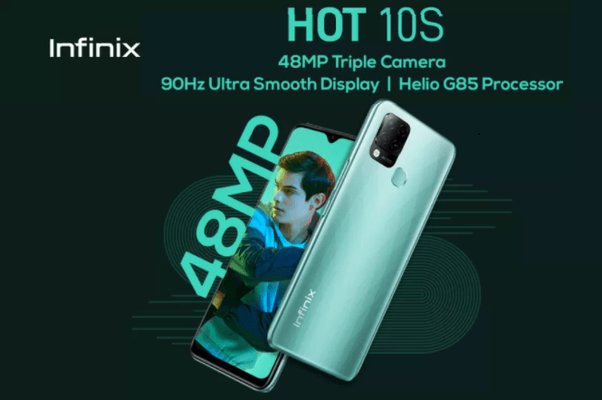 HOT 10S
Infinix
48MP Triple Camera
90Hz Ultra Smooth Display | Helio G85 Processor
48MP
Infinix